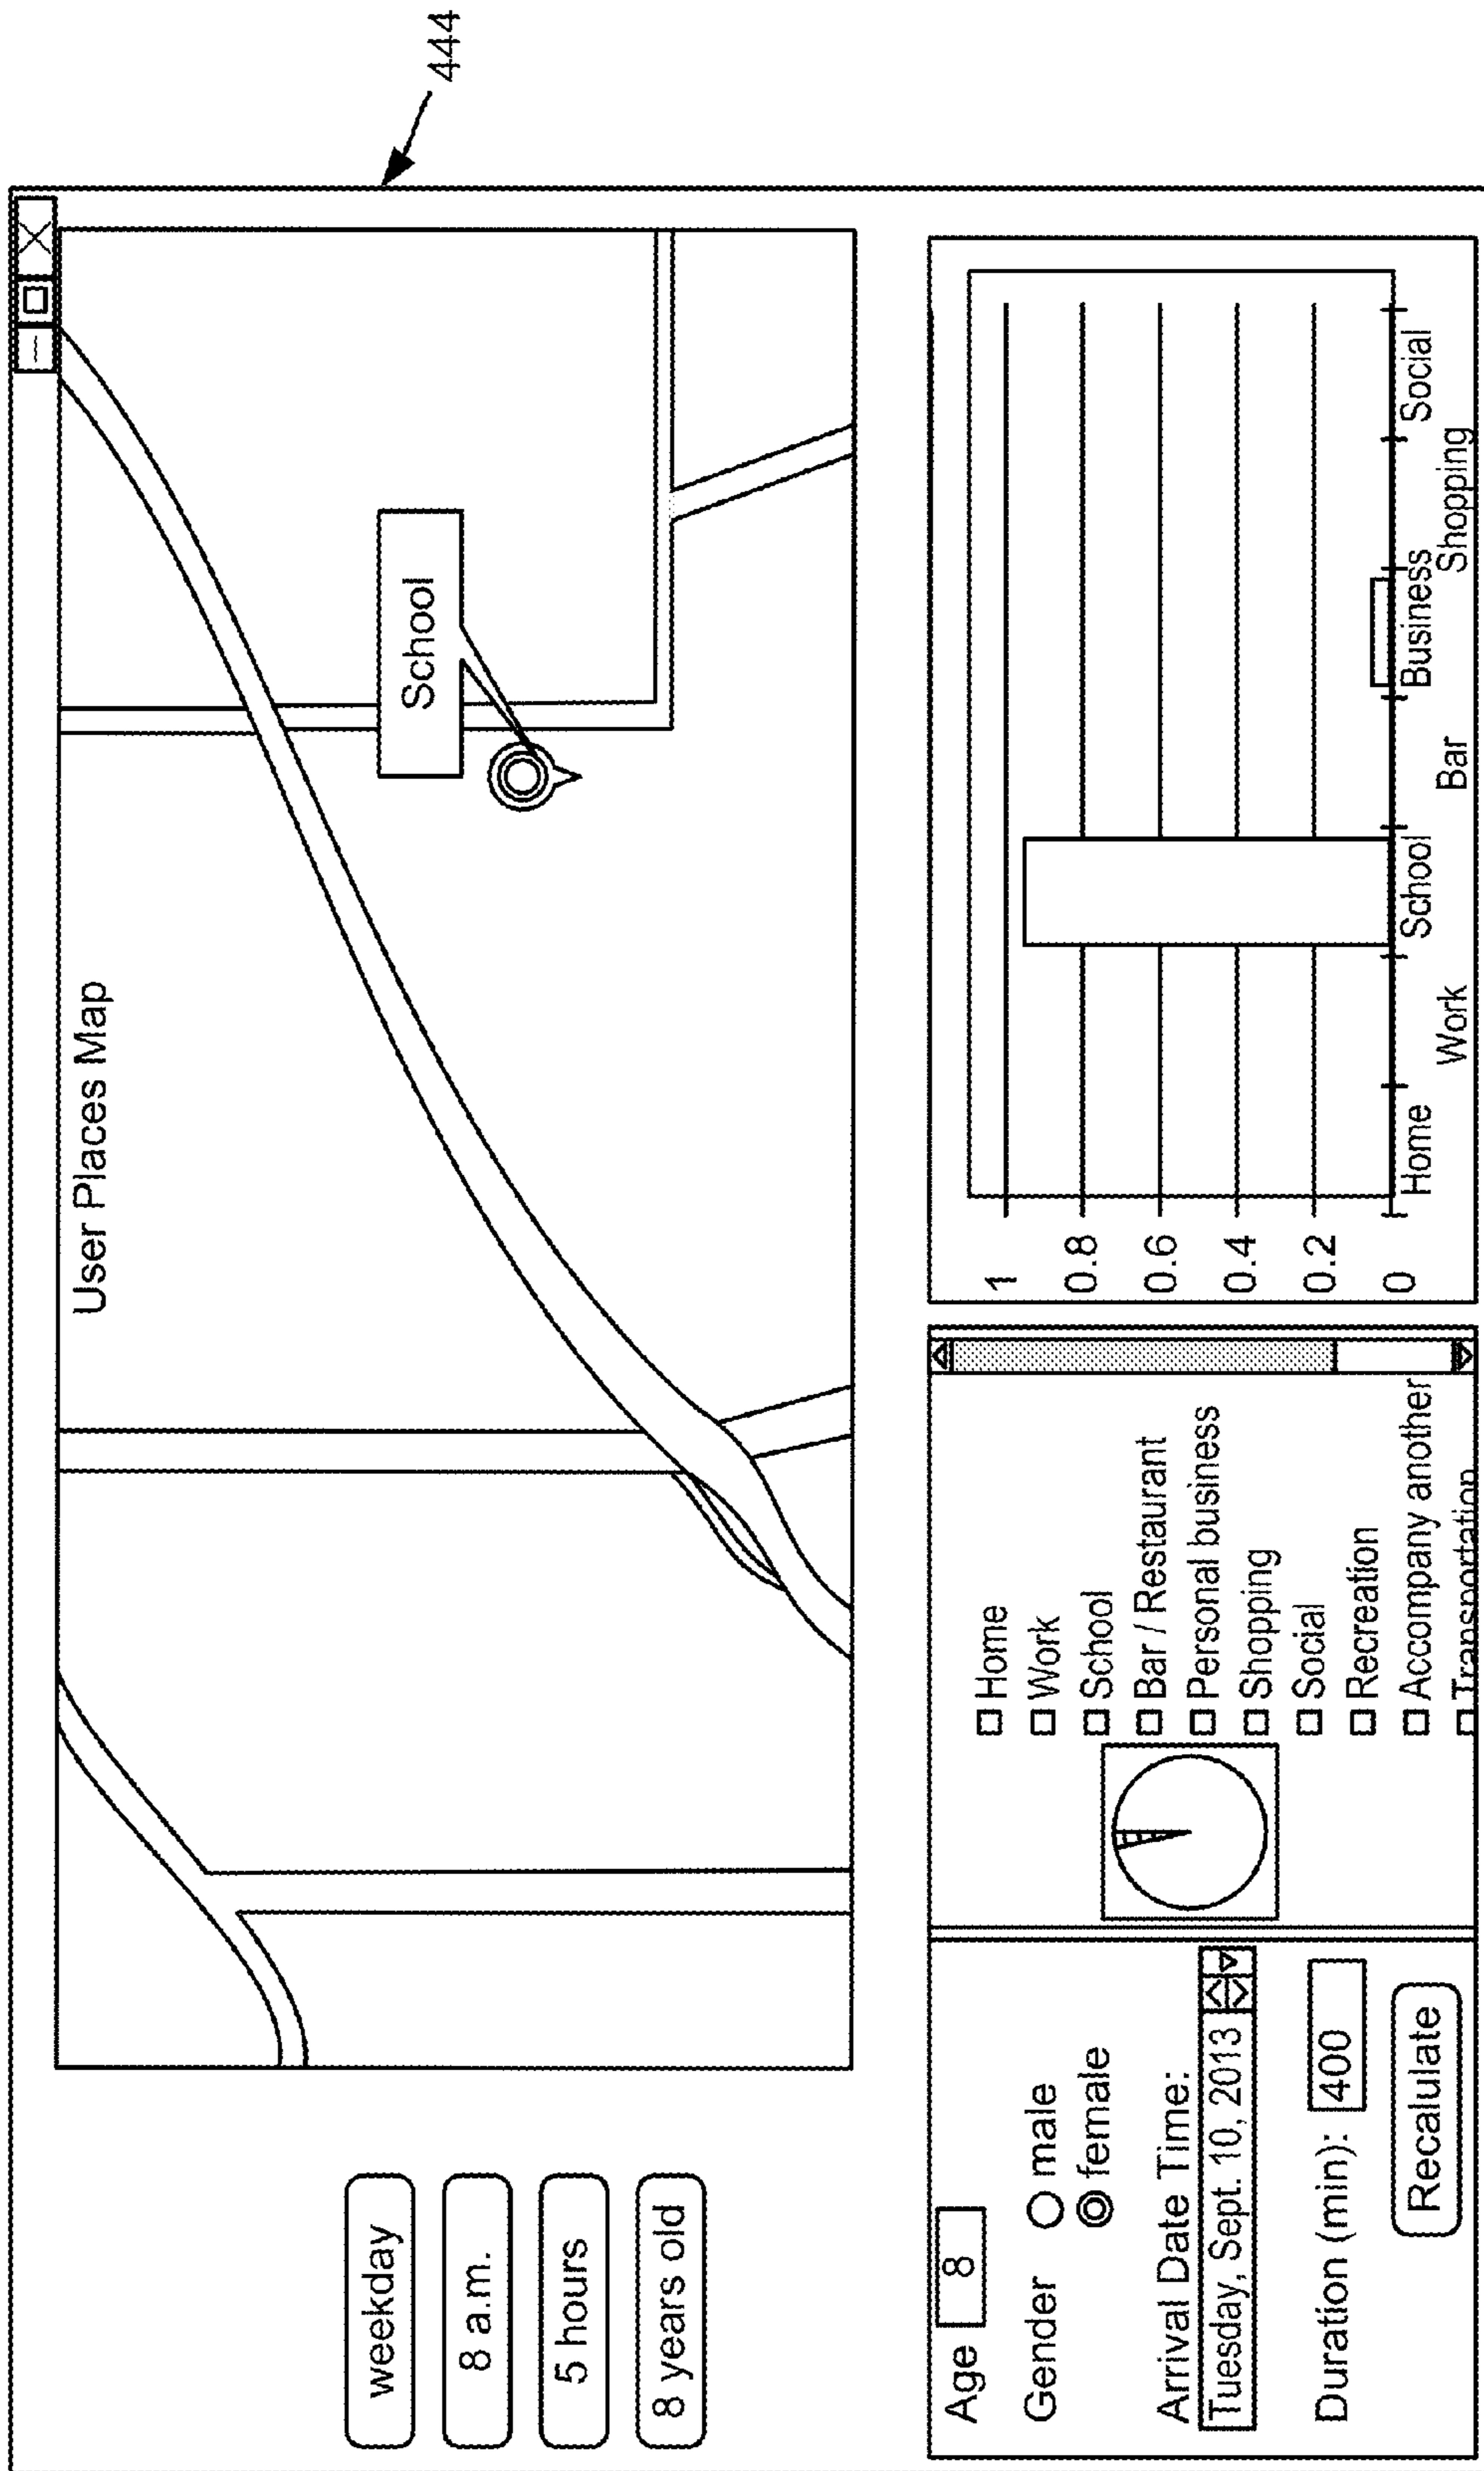 444
User Places Map
School
weekday
8 a.m.
5 hours
8 years old
Age 8
Gender male
female
Arrival Date Time:
Tuesday, Sept. 10, 2013
Duration (min): 400
Recalulate
Home
Work
School
Bar / Restaurant
Personal business
Shopping
Social
Recreation
Accompany another
Transportation
1
0.8
0.6
0.4
0.2
0
Home School Business Social
Work Bar Shopping